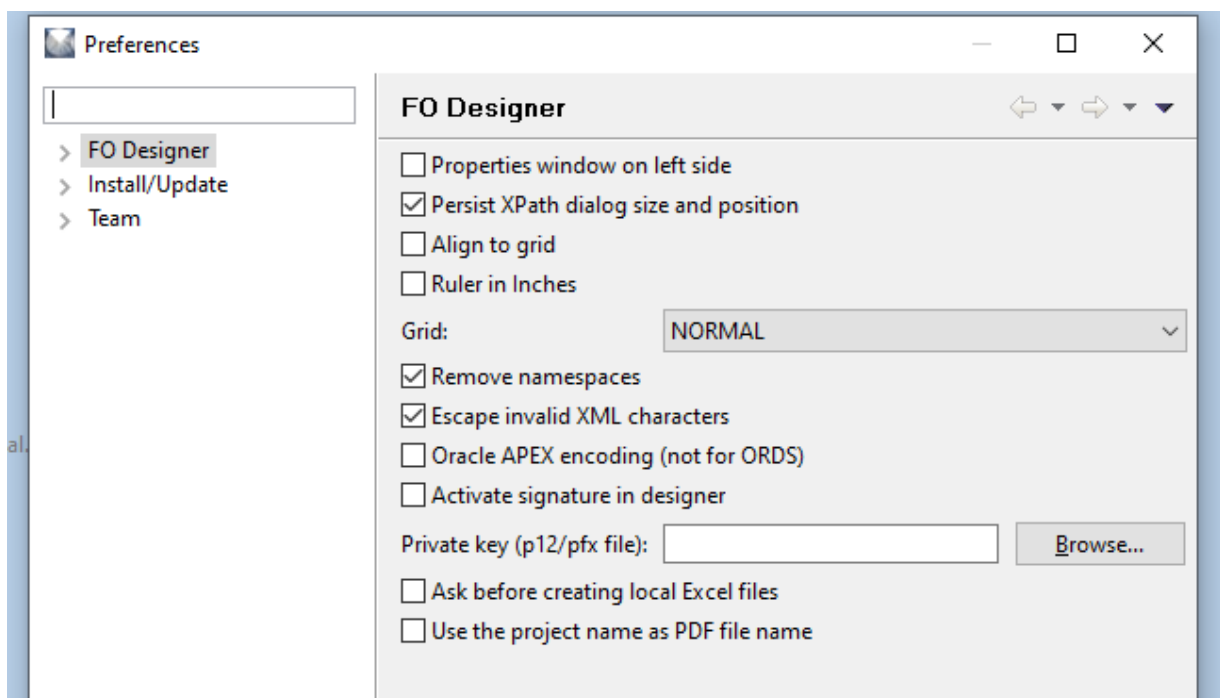 Preferences
FO Designer
Install/Update
Team
FO Designer
Properties window on left side
Persist XPath dialog size and position
Align to grid
Ruler in Inches
Grid: NORMAL
Remove namespaces
Escape invalid XML characters
Oracle APEX encoding (not for ORDS)
Activate signature in designer
Private key (p12/pfx file): Browse...
Ask before creating local Excel files
Use the project name as PDF file name
al.